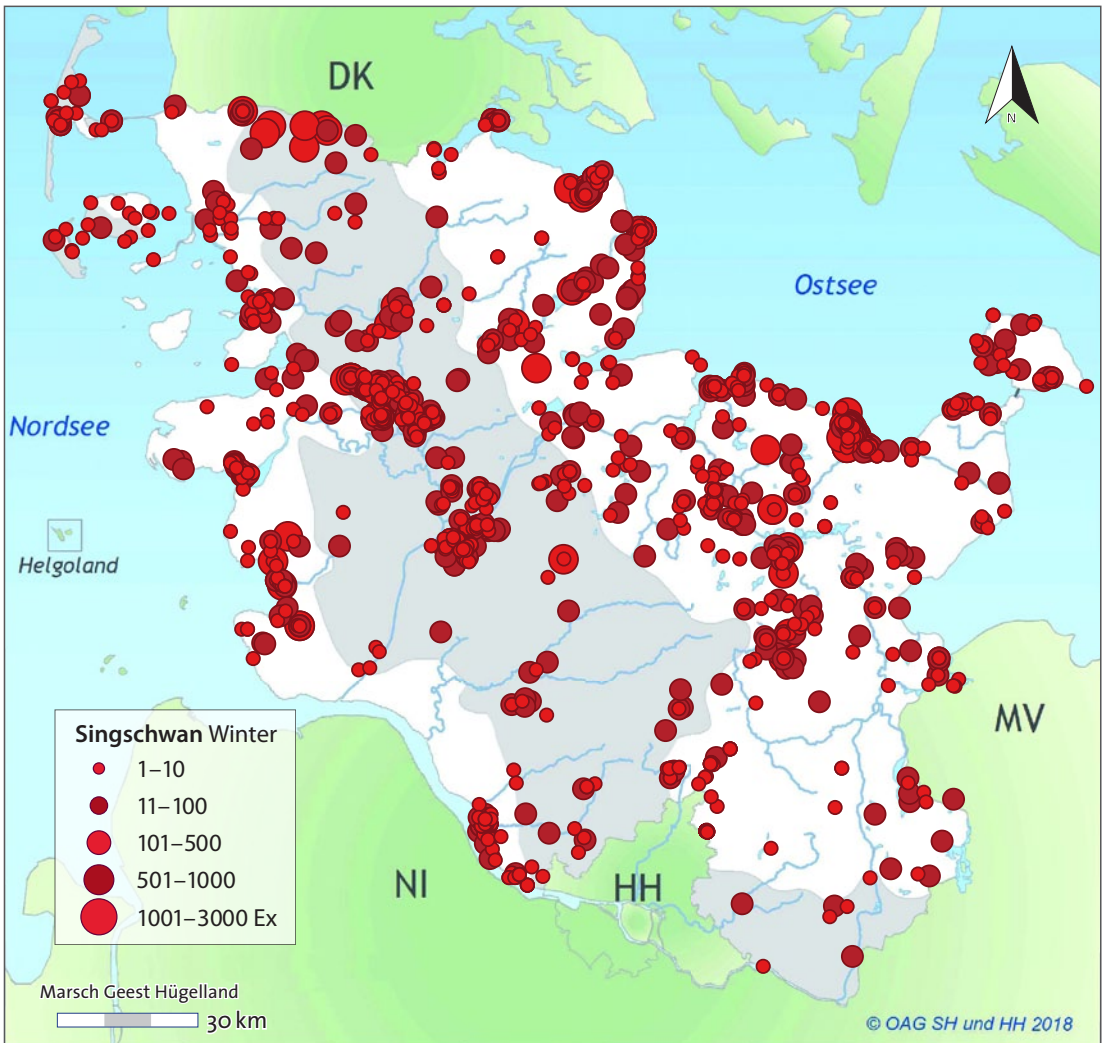 DK
N
Ostsee
Nordsee
Helgoland
MV
NI
HH
Singschwan Winter
1–10
11–100
101–500
501–1000
1001–3000 Ex
Marsch Geest Hügelland
30 km
© OAG SH und HH 2018